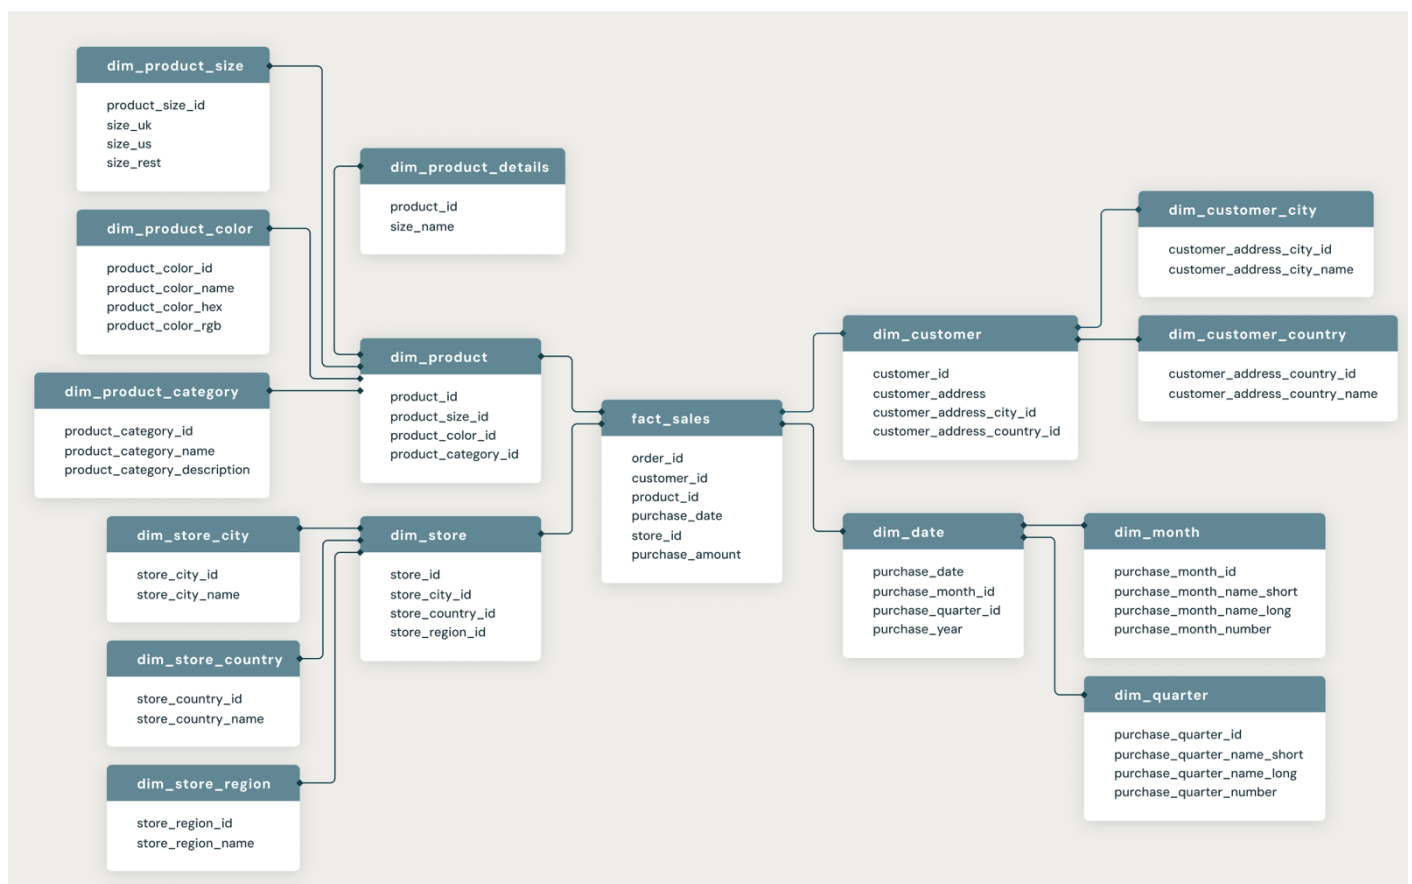 dim_product_size
product_size_id
size_uk
size_us
size_rest
dim_product_color
product_color_id
product_color_name
product_color_hex
product_color_rgb
dim_product_category
product_category_id
product_category_name
product_category_description
dim_store_city
store_city_id
store_city_name
dim_store_country
store_country_id
store_country_name
dim_store_region
store_region_id
store_region_name
dim_product_details
product_id
size_name
dim_product
product_id
product_size_id
product_color_id
product_category_id
dim_store
store_id
store_city_id
store_country_id
store_region_id
fact_sales
order_id
customer_id
product_id
purchase_date
store_id
purchase_amount
dim_customer
customer_id
customer_address
customer_address_city_id
customer_address_country_id
dim_date
purchase_date
purchase_month_id
purchase_quarter_id
purchase_year
dim_customer_city
customer_address_city_id
customer_address_city_name
dim_customer_country
customer_address_country_id
customer_address_country_name
dim_month
purchase_month_id
purchase_month_name_short
purchase_month_name_long
purchase_month_number
dim_quarter
purchase_quarter_id
purchase_quarter_name_short
purchase_quarter_name_long
purchase_quarter_number